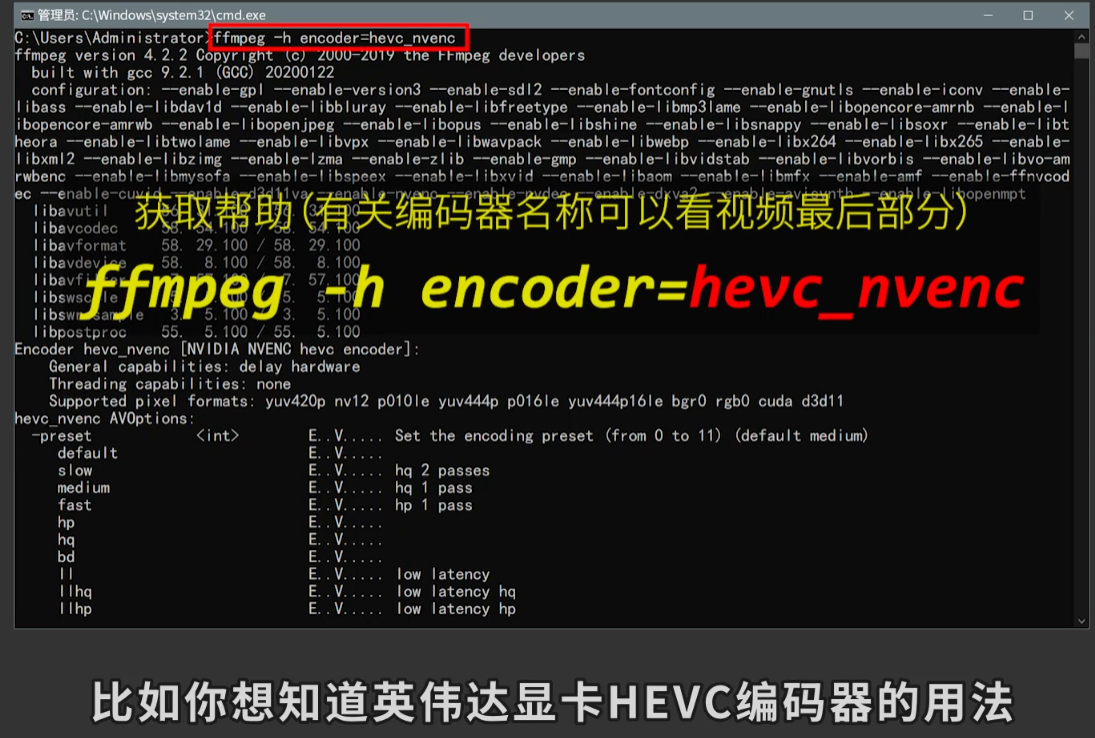 管理员: C:\Windows\system32\cmd.exe
C:\Users\Administrator>ffmpeg -h encoder=hevc_nvenc
ffmpeg version 4.2.2 Copyright (c) 2000-2019 the FFmpeg developers
built with gcc 9.2.1 (GCC) 20200122
configuration: --enable-gpl --enable-version3 --enable-sdl2 --enable-fontconfig --enable-gnutls --enable-iconv --enable-
libass --enable-libdav1d --enable-libbluray --enable-libfreetype --enable-libmp3lame --enable-libopencore-amrnb --enable-l
ibopencore-amrwb --enable-libopenjpeg --enable-libopus --enable-libshine --enable-libsnappy --enable-libsoxr --enable-libt
heora --enable-libtwolame --enable-libvpx --enable-libwavpack --enable-libwebp --enable-libx264 --enable-libx265 --enable-
libxml2 --enable-libzimg --enable-lzma --enable-zlib --enable-gmp --enable-libvidstab --enable-libvorbis --enable-libvo-am
rwbenc --enable-libmysofa --enable-libspeex --enable-libxvid --enable-libaom --enable-libmfx --enable-amf --enable-ffnvcod
ec --enable-cuvid --enable-d3d11va --enable-nvenc --enable-nvdec --enable-dxva2 --enable-avisynth --enable-libopenmpt
获取帮助(有关编码器名称可以看视频最后部分)
libavutil
libavcodec 58. 54.100 / 58. 54.100
libavformat 58. 29.100 / 58. 29.100
libavdevice 58. 8.100 / 58. 8.100
ffmpeg -h encoder=hevc_nvenc
libavfilter 7. 57.100 / 7. 57.100
libswscale 5. 5.100 / 5. 5.100
libswresample 3. 5.100 / 3. 5.100
libpostproc 55. 5.100 / 55. 5.100
Encoder hevc_nvenc [NVIDIA NVENC hevc encoder]:
General capabilities: delay hardware
Threading capabilities: none
Supported pixel formats: yuv420p nv12 p010le yuv444p p016le yuv444p16le bgr0 rgb0 cuda d3d11
hevc_nvenc AVOptions:
-preset <int> E..V..... Set the encoding preset (from 0 to 11) (default medium)
default E..V.....
slow E..V..... hq 2 passes
medium E..V..... hq 1 pass
fast E..V..... hp 1 pass
hp E..V.....
hq E..V.....
bd E..V.....
ll E..V..... low latency
llhq E..V..... low latency hq
llhp E..V..... low latency hp
比如你想知道英伟达显卡HEVC编码器的用法